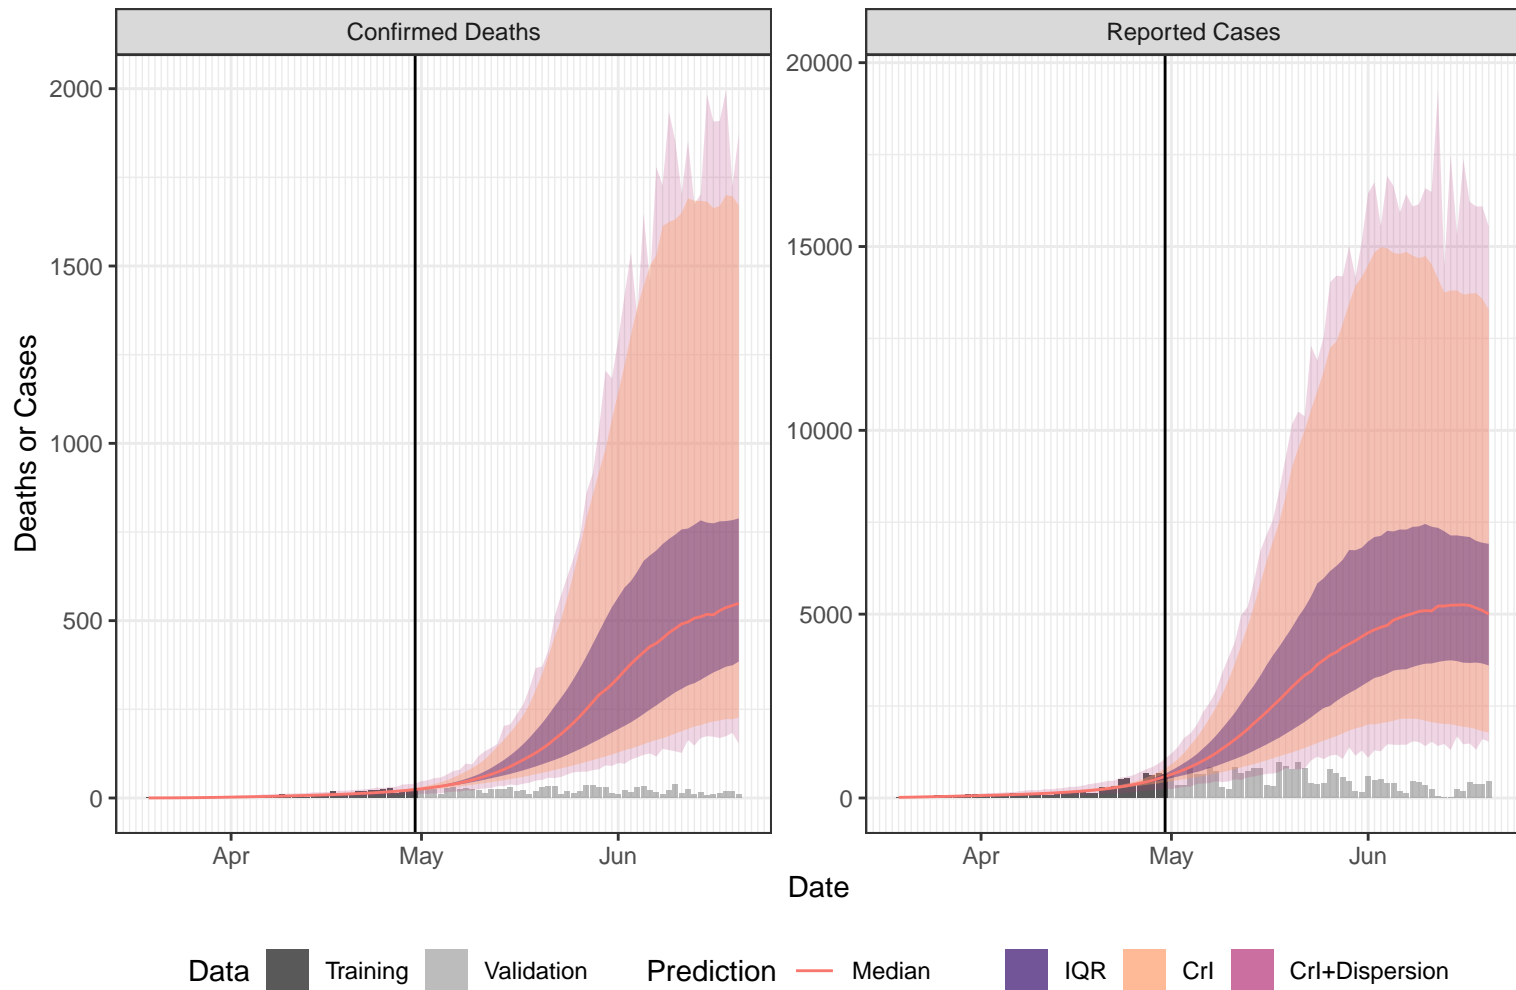 Confirmed Deaths
Reported Cases
2000
1500
1000
500
0
20000
15000
10000
5000
0
Deaths or Cases
Apr
May
Jun
Apr
May
Jun
Date
Data Training Validation Prediction Median IQR CrI CrI+Dispersion